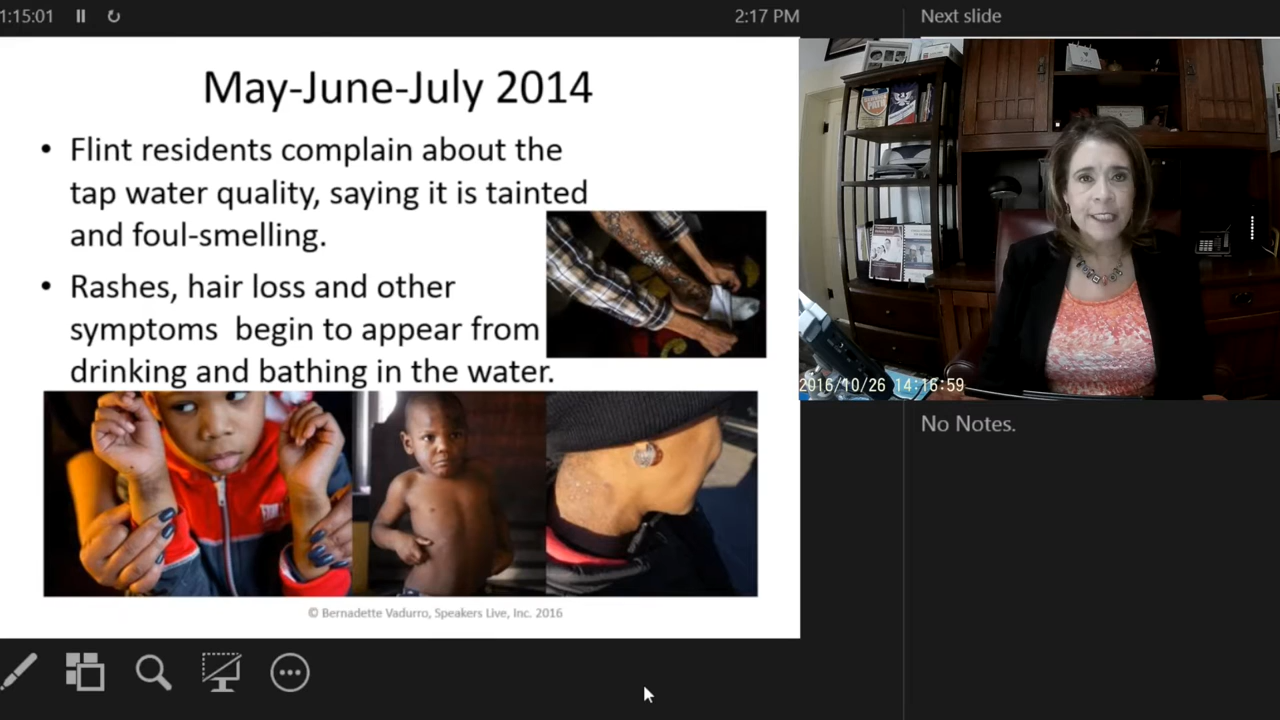 1:15:01
2:17 PM
Next slide
May-June-July 2014
• Flint residents complain about the
tap water quality, saying it is tainted
and foul-smelling.
• Rashes, hair loss and other
symptoms begin to appear from
drinking and bathing in the water.
© Bernadette Vadurro, Speakers Live, Inc. 2016
2016/10/26 14:16:59
No Notes.